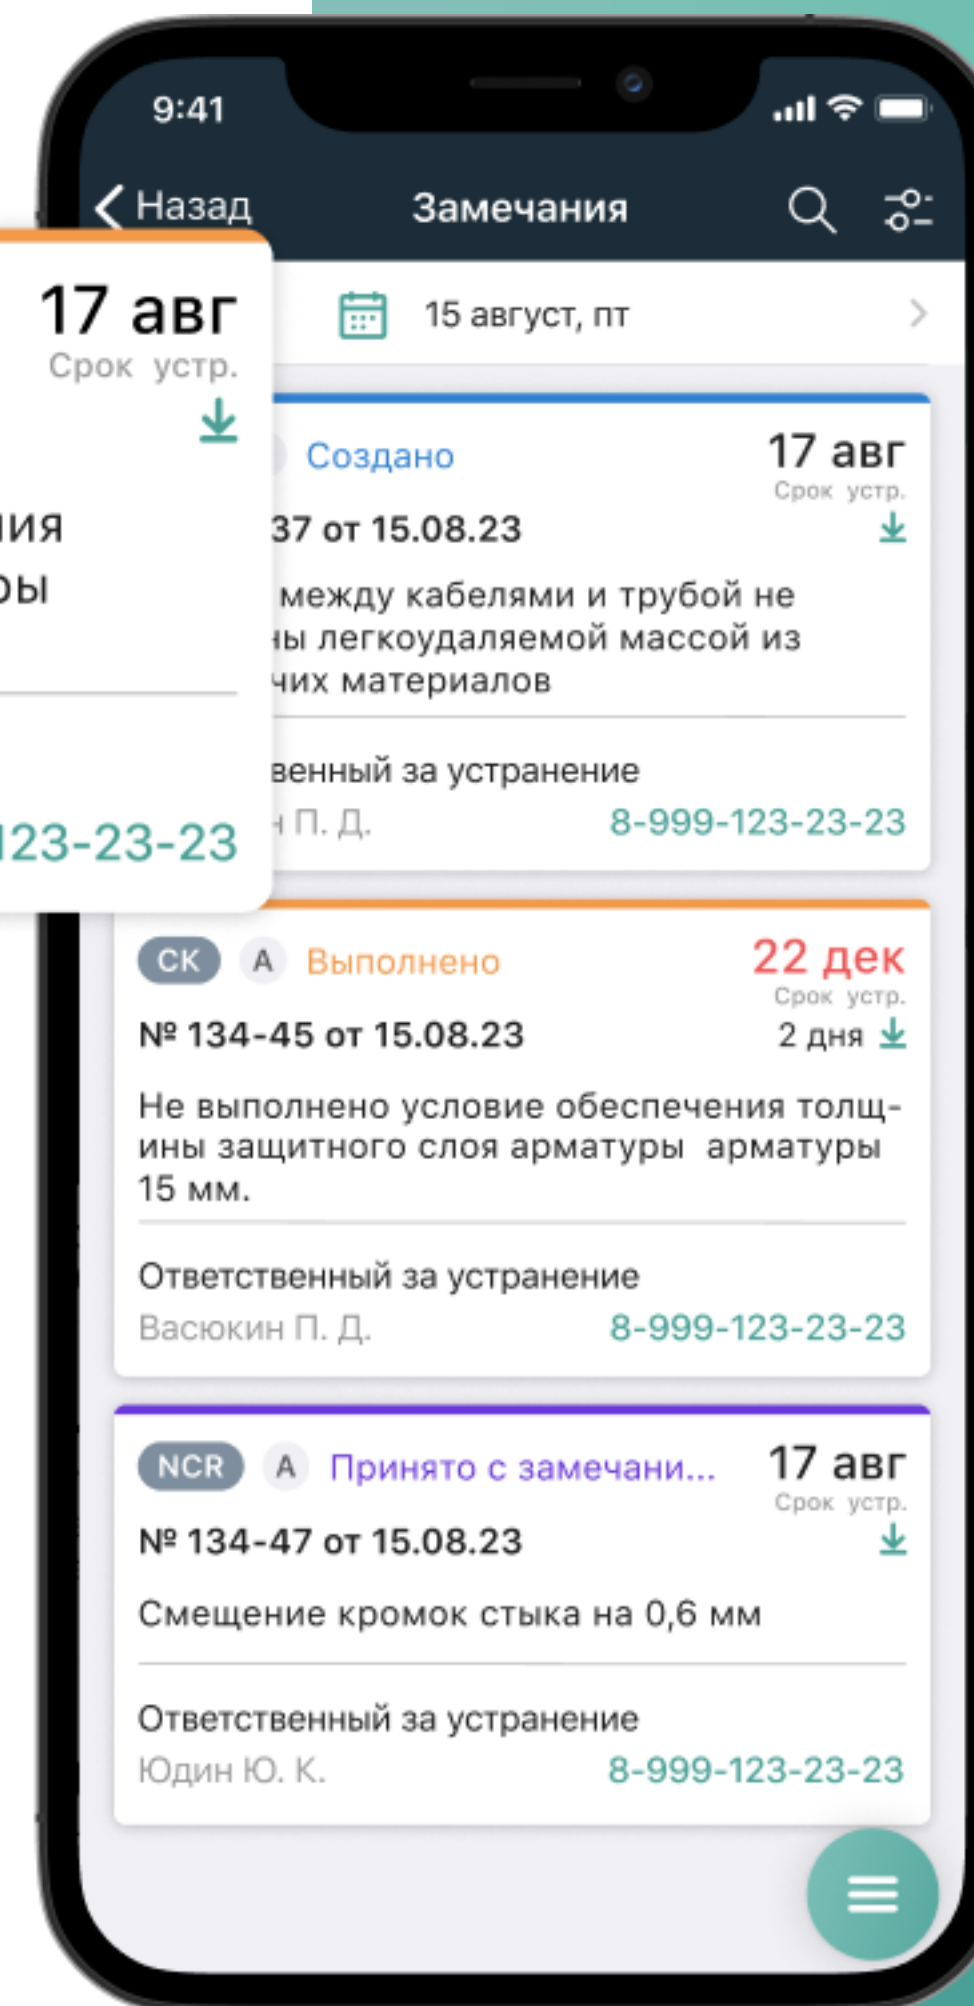 9:41
Назад
Замечания
15 август, пт
17 авг
Срок устр.
123-23-23
Создано
17 авг
Срок устр.
37 от 15.08.23
между кабелями и трубой не
легкоудаляемой массой из
материалов
за устранение
П. Д.
8-999-123-23-23
СК А Выполнено
22 дек
Срок устр.
№ 134-45 от 15.08.23
2 дня
Не выполнено условие обеспечения толщ-
ины защитного слоя арматуры арматуры
15 мм.
Ответственный за устранение
Васюкин П. Д.
8-999-123-23-23
NCR А Принято с замечани...
17 авг
Срок устр.
№ 134-47 от 15.08.23
Смещение кромок стыка на 0,6 мм
Ответственный за устранение
Юдин Ю. К.
8-999-123-23-23